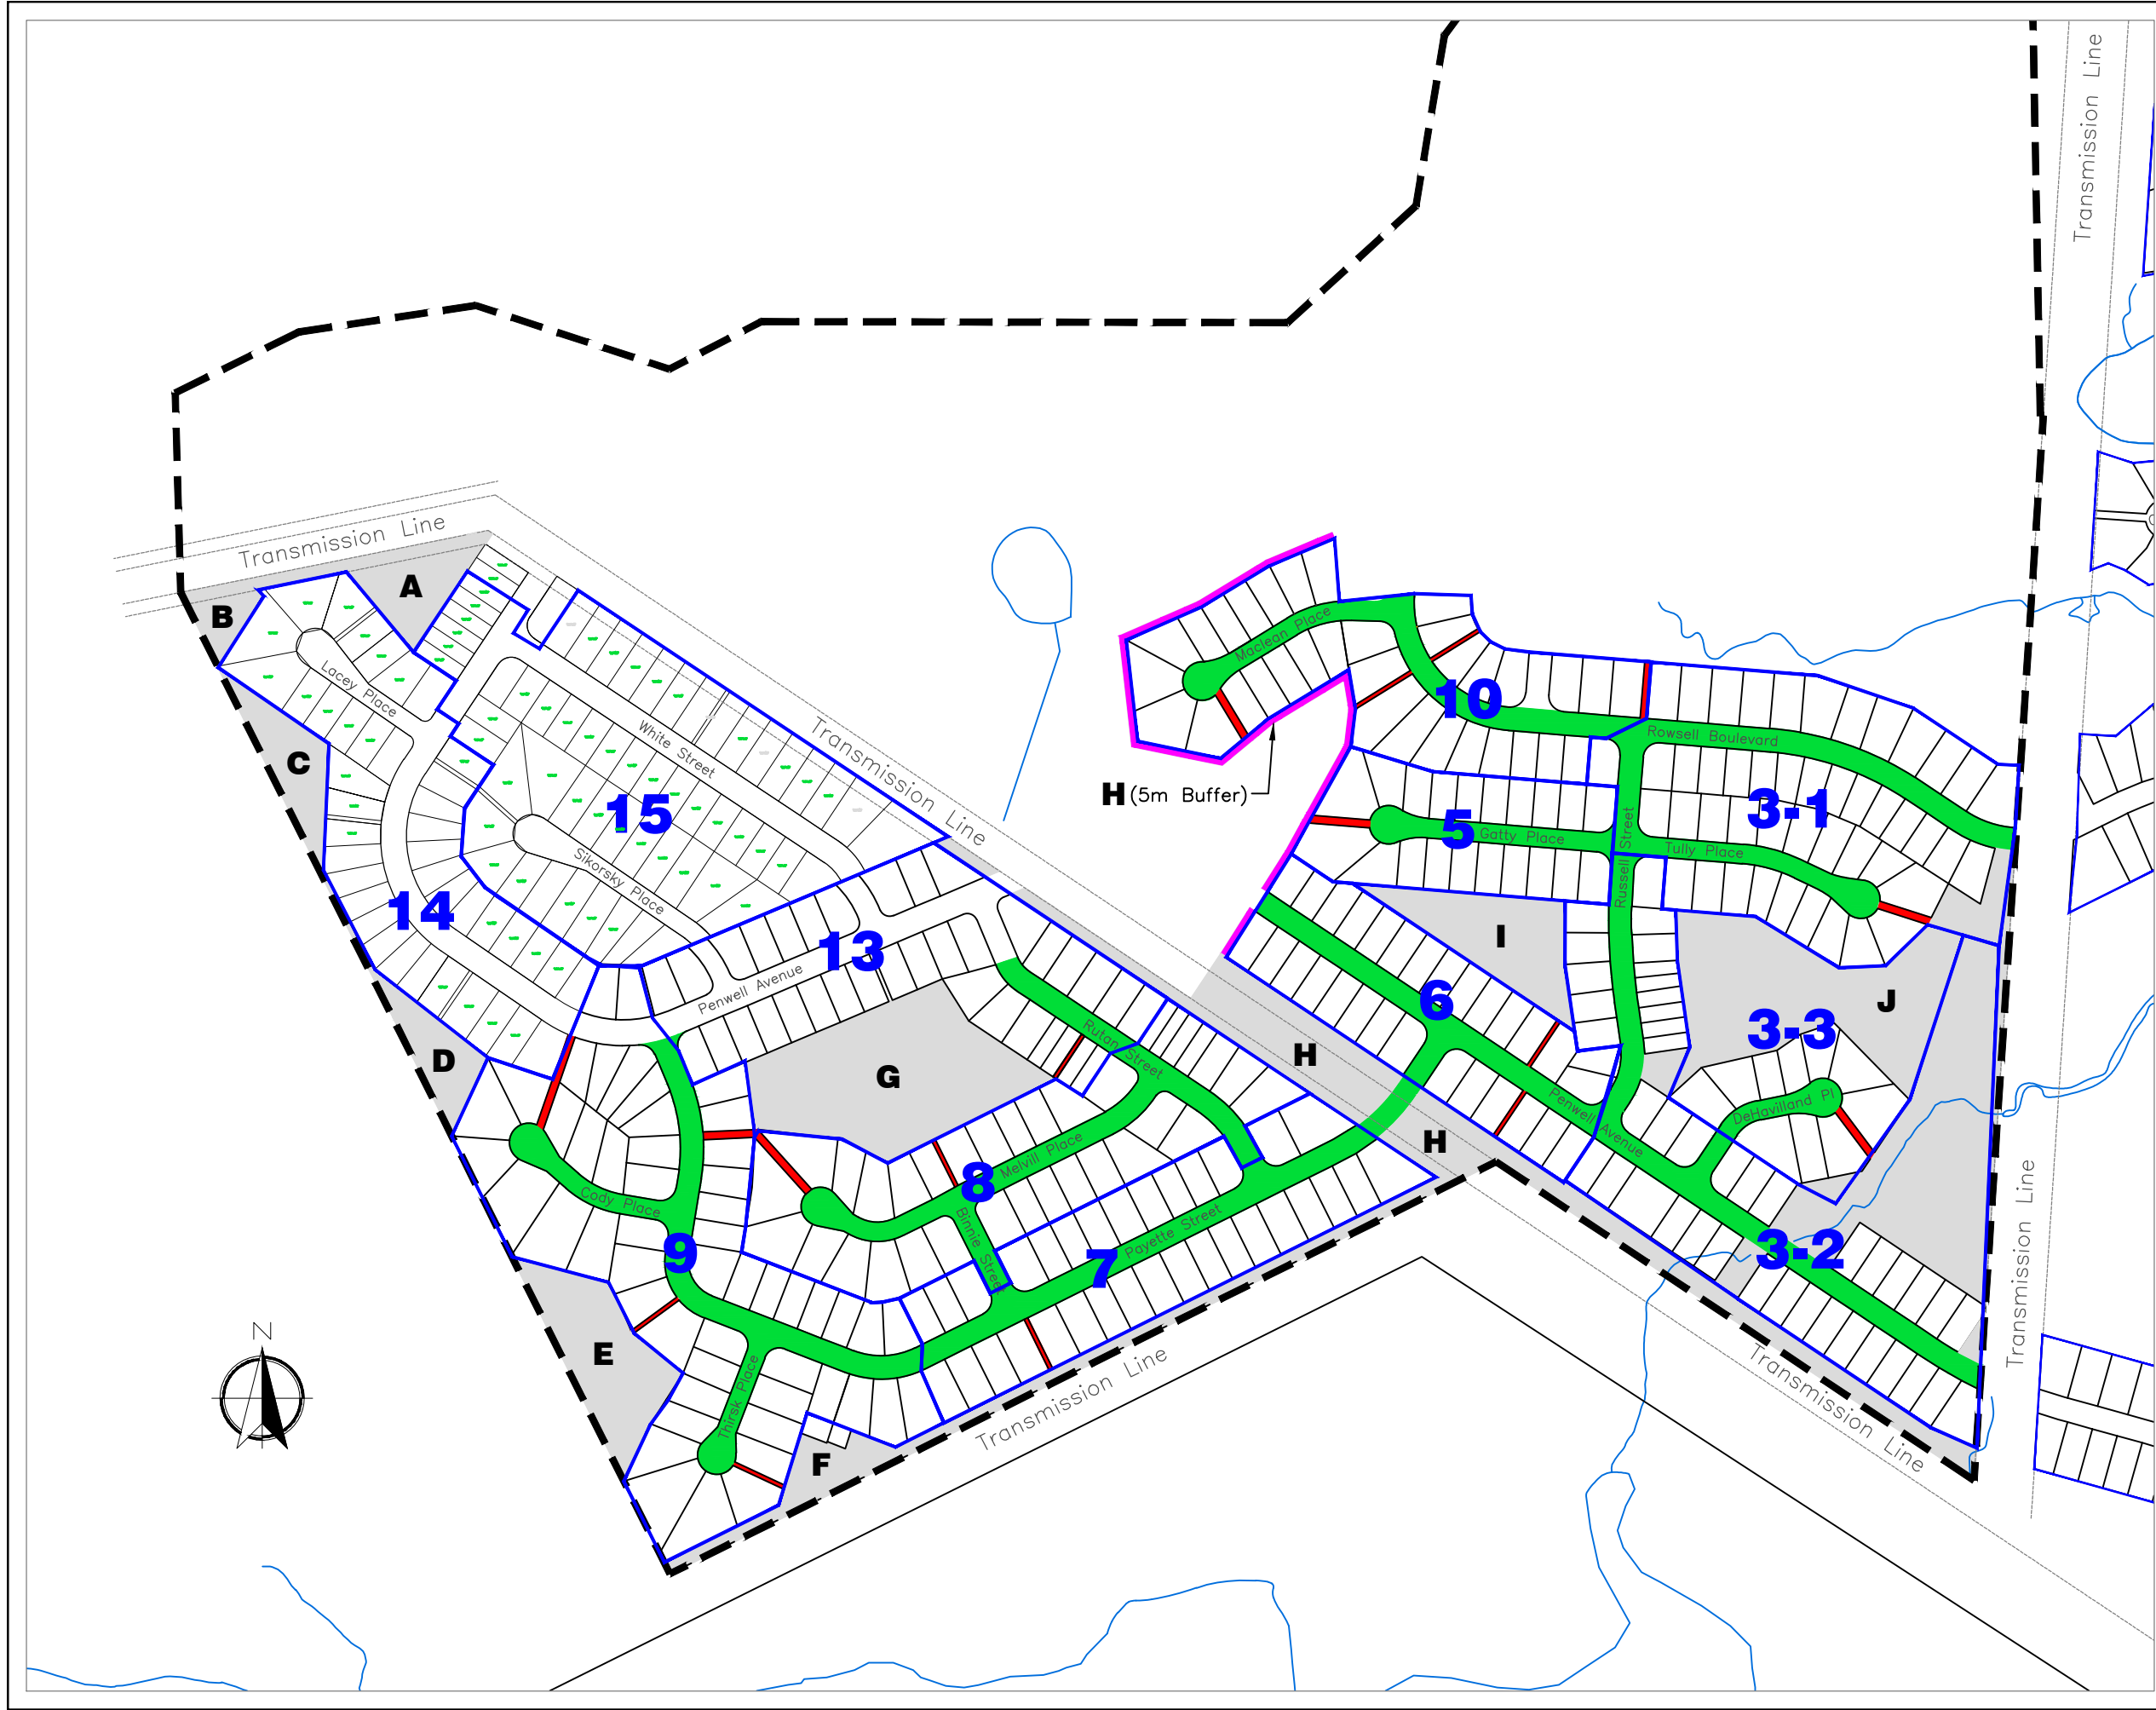 Transmission Line
Transmission Line
A
B
Lacey Place
C
White Street
Transmission Line
15
Sikorsky Place
14
13
Penwell Avenue
D
G
Rutan Street
Cody Place
9
8
Melvill Place
Binnie Street
7
Payette Street
E
Thirsk Place
F
Transmission Line
N
Maclean Place
10
H (5m Buffer)
Rowsell Boulevard
5
Gatty Place
Russell Street
Russell Street
3-1
Tully Place
I
6
J
3-3
H
H
Penwell Avenue
DeHavilland Pl
3-2
Transmission Line
Transmission Line